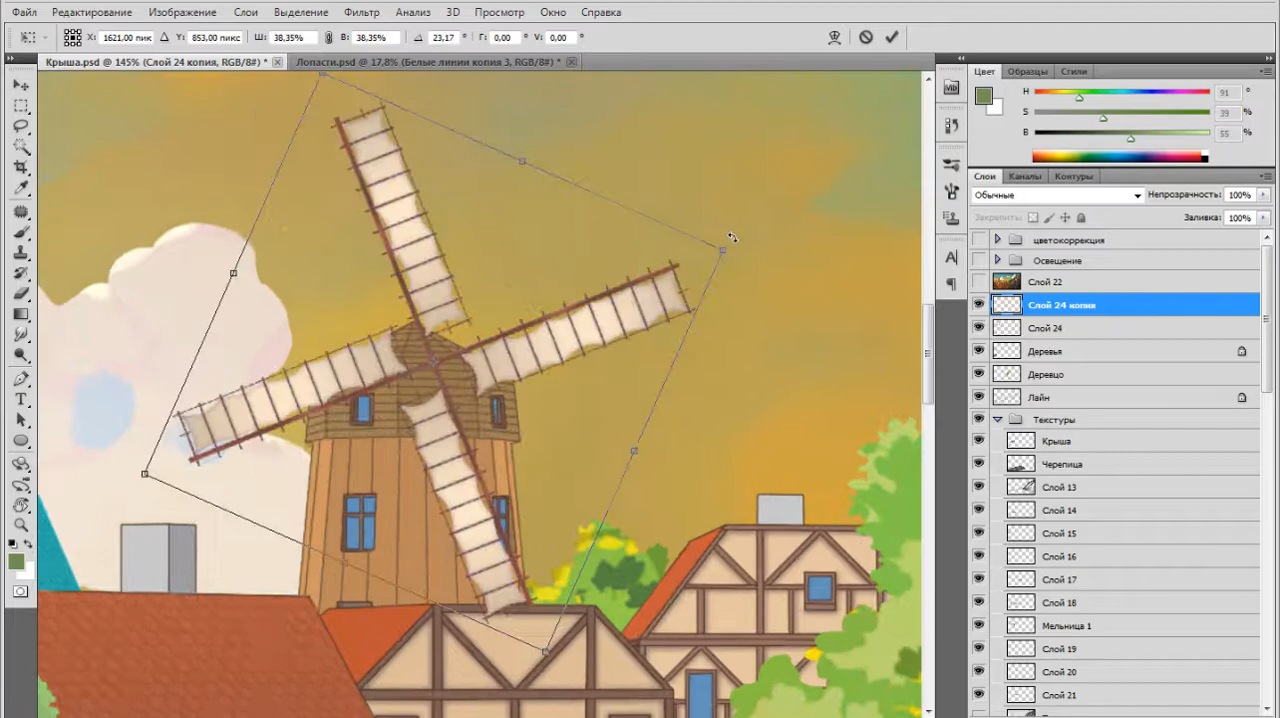 Файл Редактирование Изображение Слои Выделение Фильтр Анализ 3D Просмотр Окно Справка
X: 1621,00 пик Y: 853,00 пикс Ш: 38,35% В: 38,35% 23,17 ° Г: 0,00 ° V: 0,00 °
Крыша.psd @ 145% (Слой 24 копия, RGB/8#) * Лопасти.psd @ 17,8% (Белые линии копия 3, RGB/8#) *
Цвет Образцы Стили
H 91 °
S 39 %
B 55 %
Слои Каналы Контуры
Обычные Непрозрачность: 100%
Закрепить: Заливка: 100%
цветокоррекция
Освещение
Слой 22
Слой 24 копия
Слой 24
Деревья
Деревцо
Лайн
Текстуры
Крыша
Черепица
Слой 13
Слой 14
Слой 15
Слой 16
Слой 17
Слой 18
Мельница 1
Слой 19
Слой 20
Слой 21